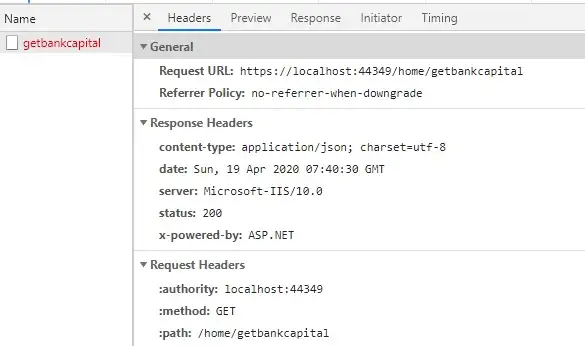 Name
× Headers Preview Response Initiator Timing
getbankcapital
▼ General
Request URL: https://localhost:44349/home/getbankcapital
Referrer Policy: no-referrer-when-downgrade
▼ Response Headers
content-type: application/json; charset=utf-8
date: Sun, 19 Apr 2020 07:40:30 GMT
server: Microsoft-IIS/10.0
status: 200
x-powered-by: ASP.NET
▼ Request Headers
:authority: localhost:44349
:method: GET
:path: /home/getbankcapital